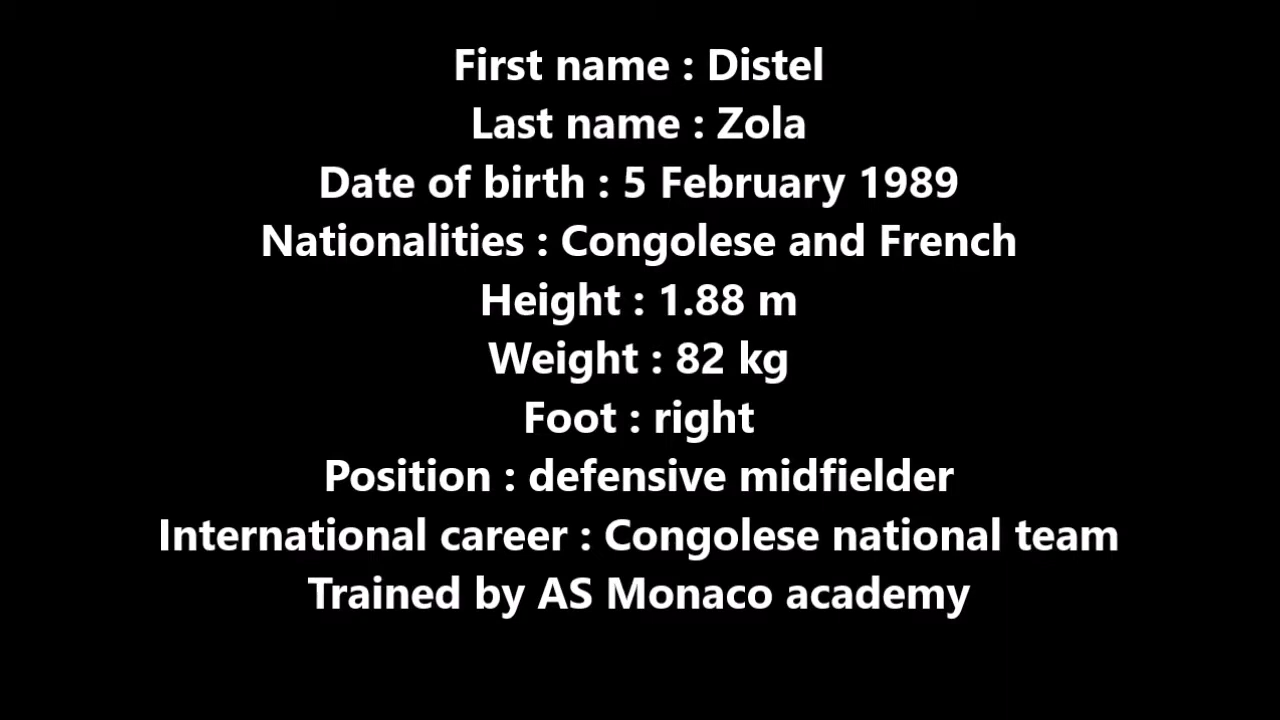 First name : Distel
Last name : Zola
Date of birth : 5 February 1989
Nationalities : Congolese and French
Height : 1.88 m
Weight : 82 kg
Foot : right
Position : defensive midfielder
International career : Congolese national team
Trained by AS Monaco academy